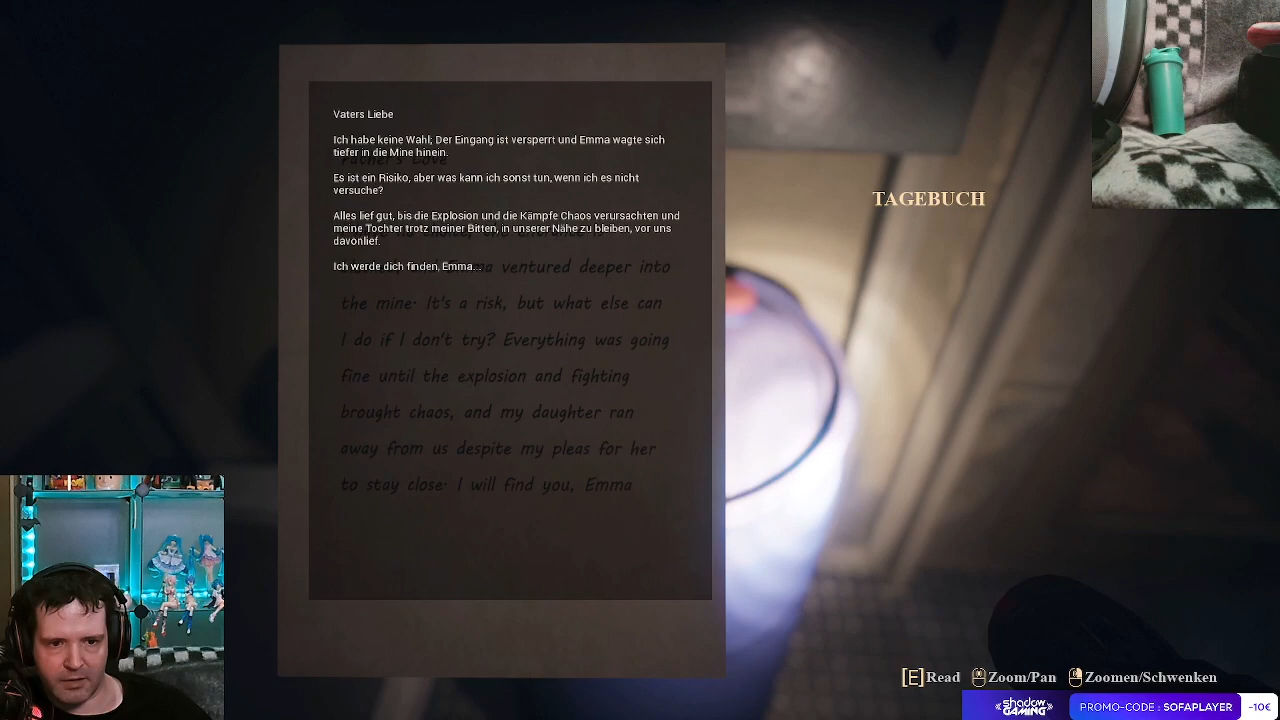 Vaters Liebe
Ich habe keine Wahl; Der Eingang ist versperrt und Emma wagte sich
tiefer in die Mine hinein.
Es ist ein Risiko, aber was kann ich sonst tun, wenn ich es nicht
versuche?
Alles lief gut, bis die Explosion und die Kämpfe Chaos verursachten und
meine Tochter trotz meiner Bitten, in unserer Nähe zu bleiben, vor uns
davonlief.
Ich werde dich finden, Emma...
ventured deeper into
the mine. It's a risk, but what else can
I do if I don't try? Everything was going
fine until the explosion and fighting
brought chaos, and my daughter ran
away from us despite my pleas for her
to stay close. I will find you, Emma
TAGEBUCH
[E]Read Zoom/Pan Zoomen/Schwenken
SHADOW
GAMING
PROMO-CODE : SOFAPLAYER -10€